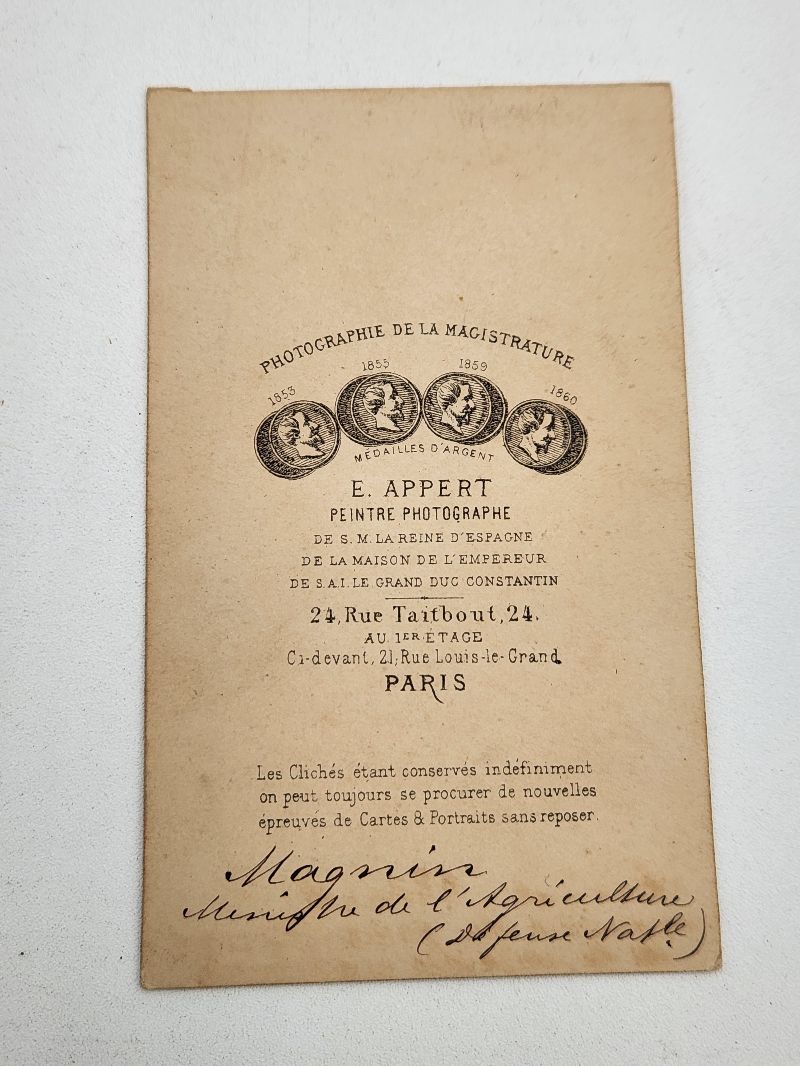 PHOTOGRAPHIE DE LA MAGISTRATURE
1853 1855 1859 1860
MÉDAILLES D'ARGENT
E. APPERT
PEINTRE PHOTOGRAPHE
DE S. M. LA REINE D'ESPAGNE
DE LA MAISON DE L'EMPEREUR
DE S.A.I. LE GRAND DUC CONSTANTIN
24, Rue Taitbout, 24.
AU 1ER ÉTAGE
Ci-devant, 21, Rue Louis-le-Grand
PARIS
Les Clichés étant conservés indéfiniment
on peut toujours se procurer de nouvelles
épreuves de Cartes & Portraits sans reposer.
Magnin
Ministre de l'Agriculture
(Défense Natle)